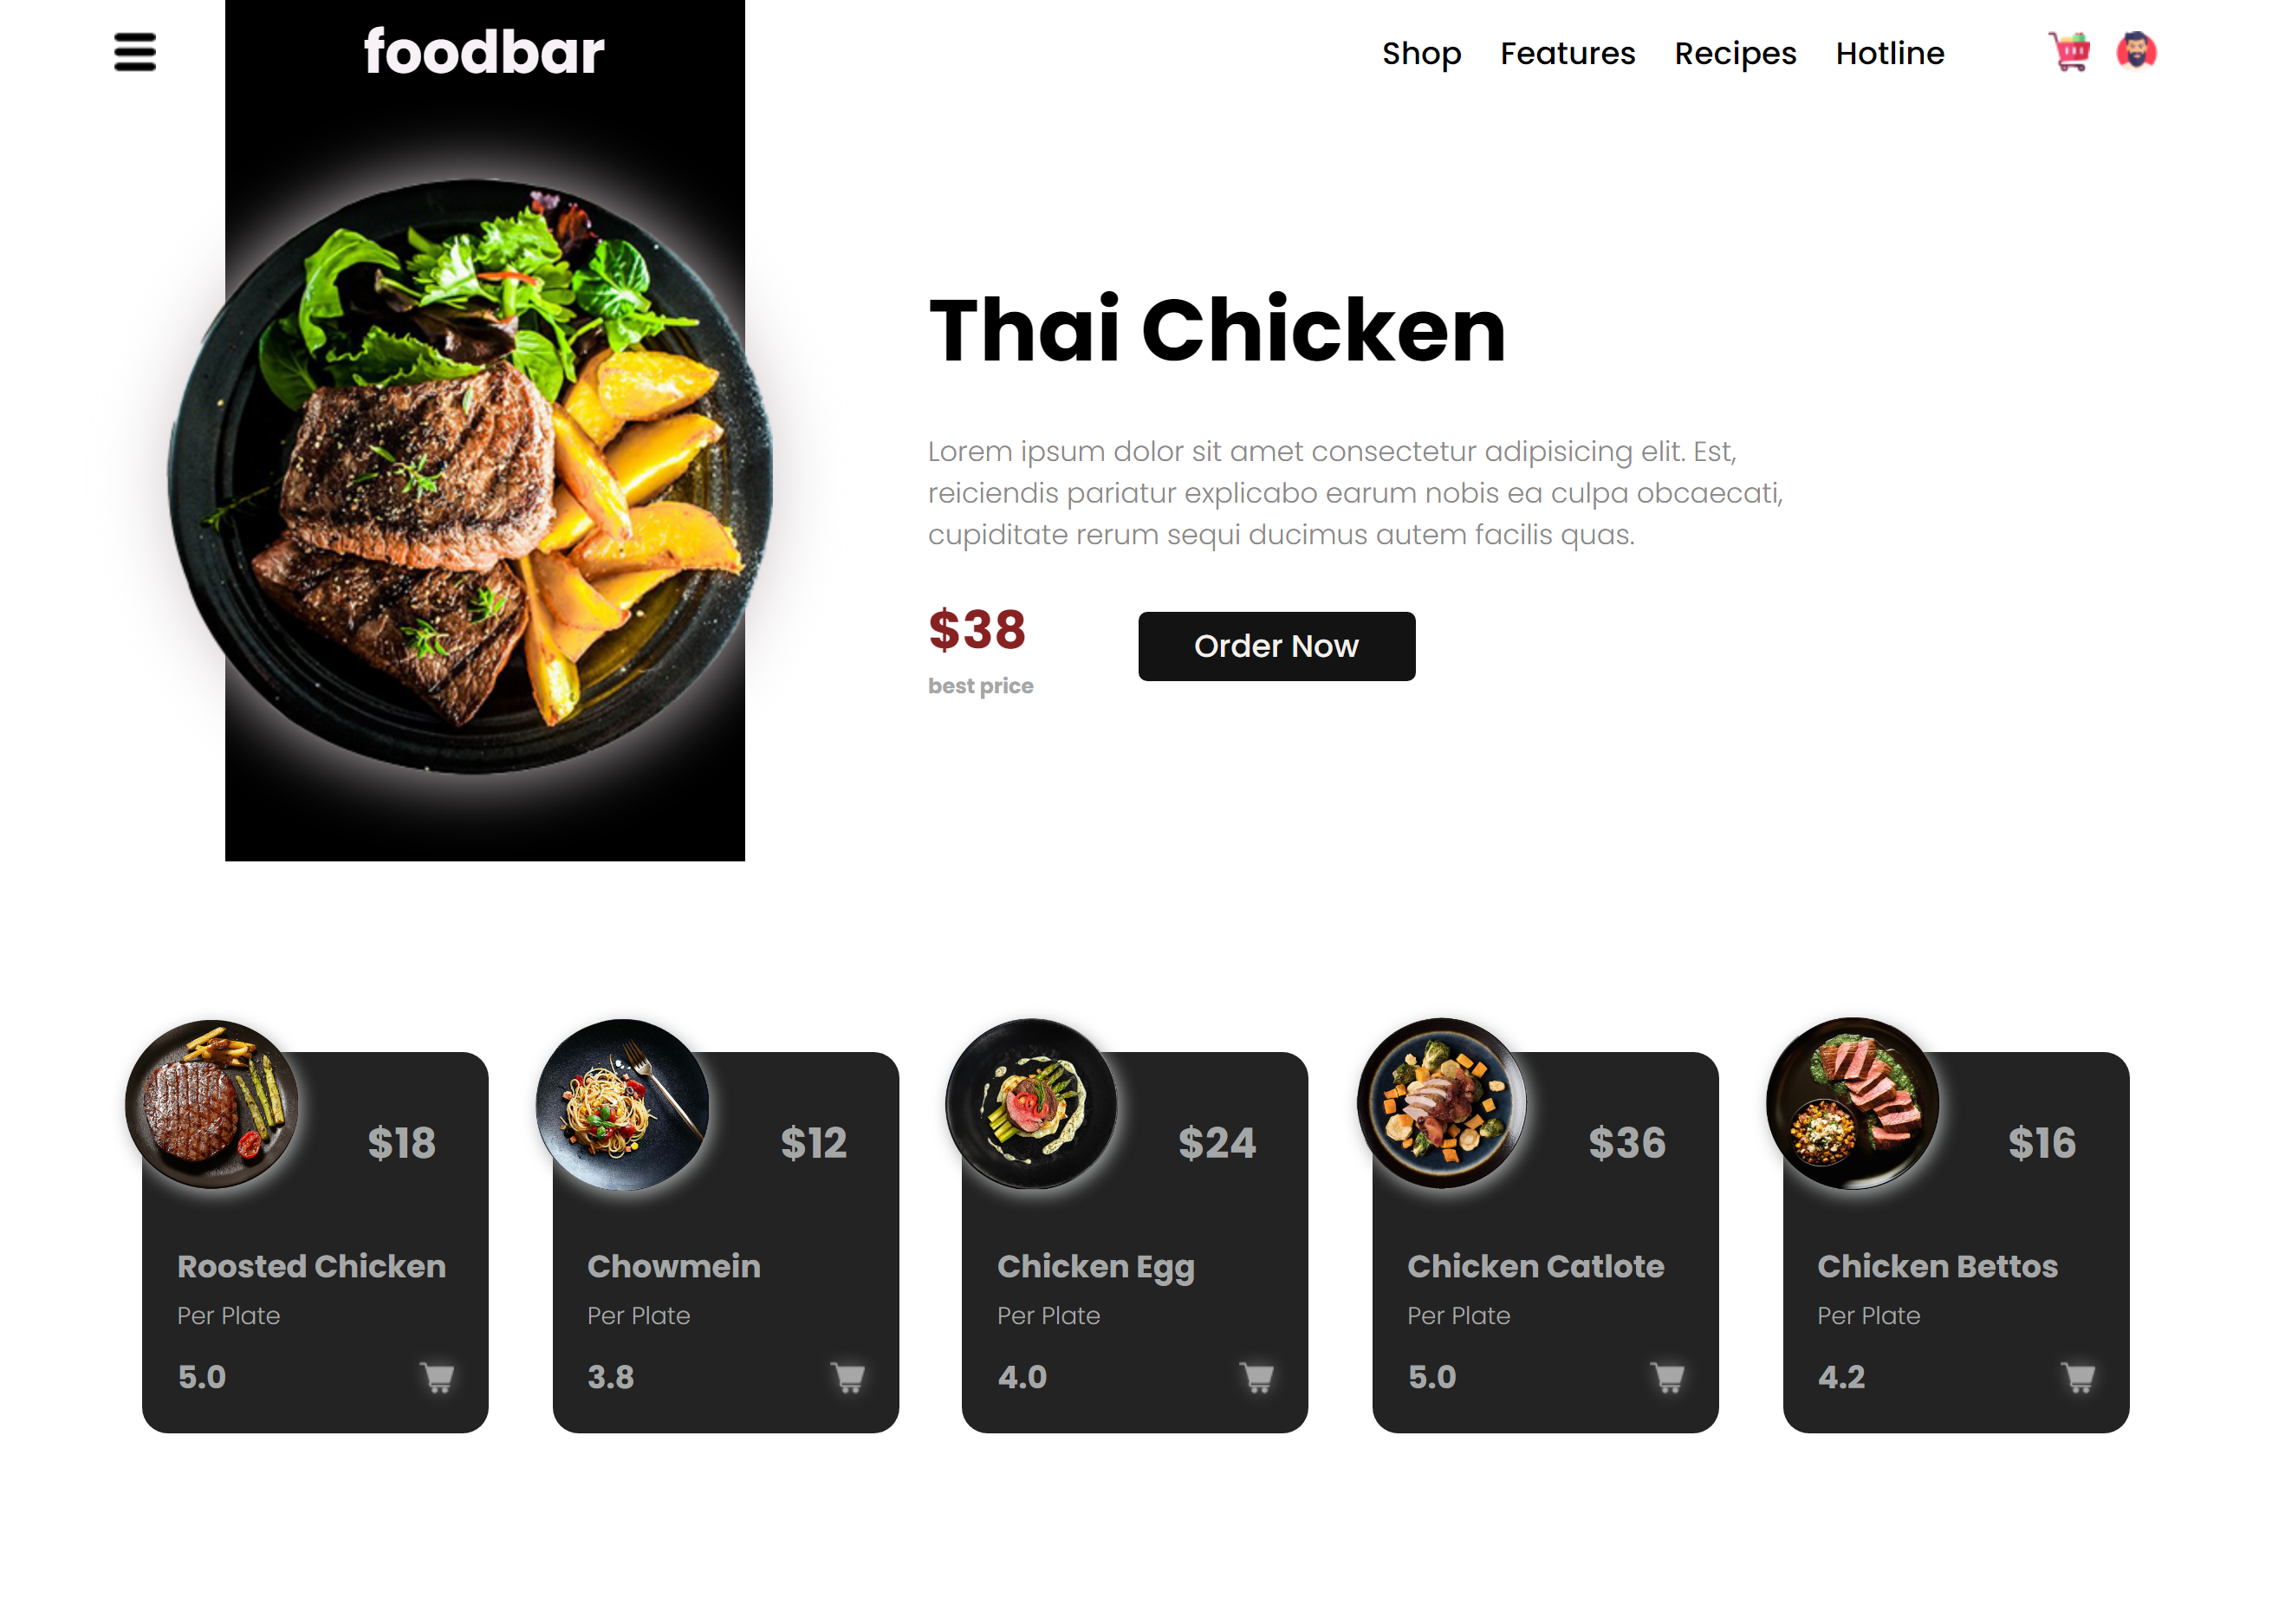 foodbar
Shop Features Recipes Hotline
Thai Chicken
Lorem ipsum dolor sit amet consectetur adipisicing elit. Est,
reiciendis pariatur explicabo earum nobis ea culpa obcaecati,
cupiditate rerum sequi ducimus autem facilis quas.
$38
best price
Order Now
$18
Roosted Chicken
Per Plate
5.0
$12
Chowmein
Per Plate
3.8
$24
Chicken Egg
Per Plate
4.0
$36
Chicken Catlote
Per Plate
5.0
$16
Chicken Bettos
Per Plate
4.2